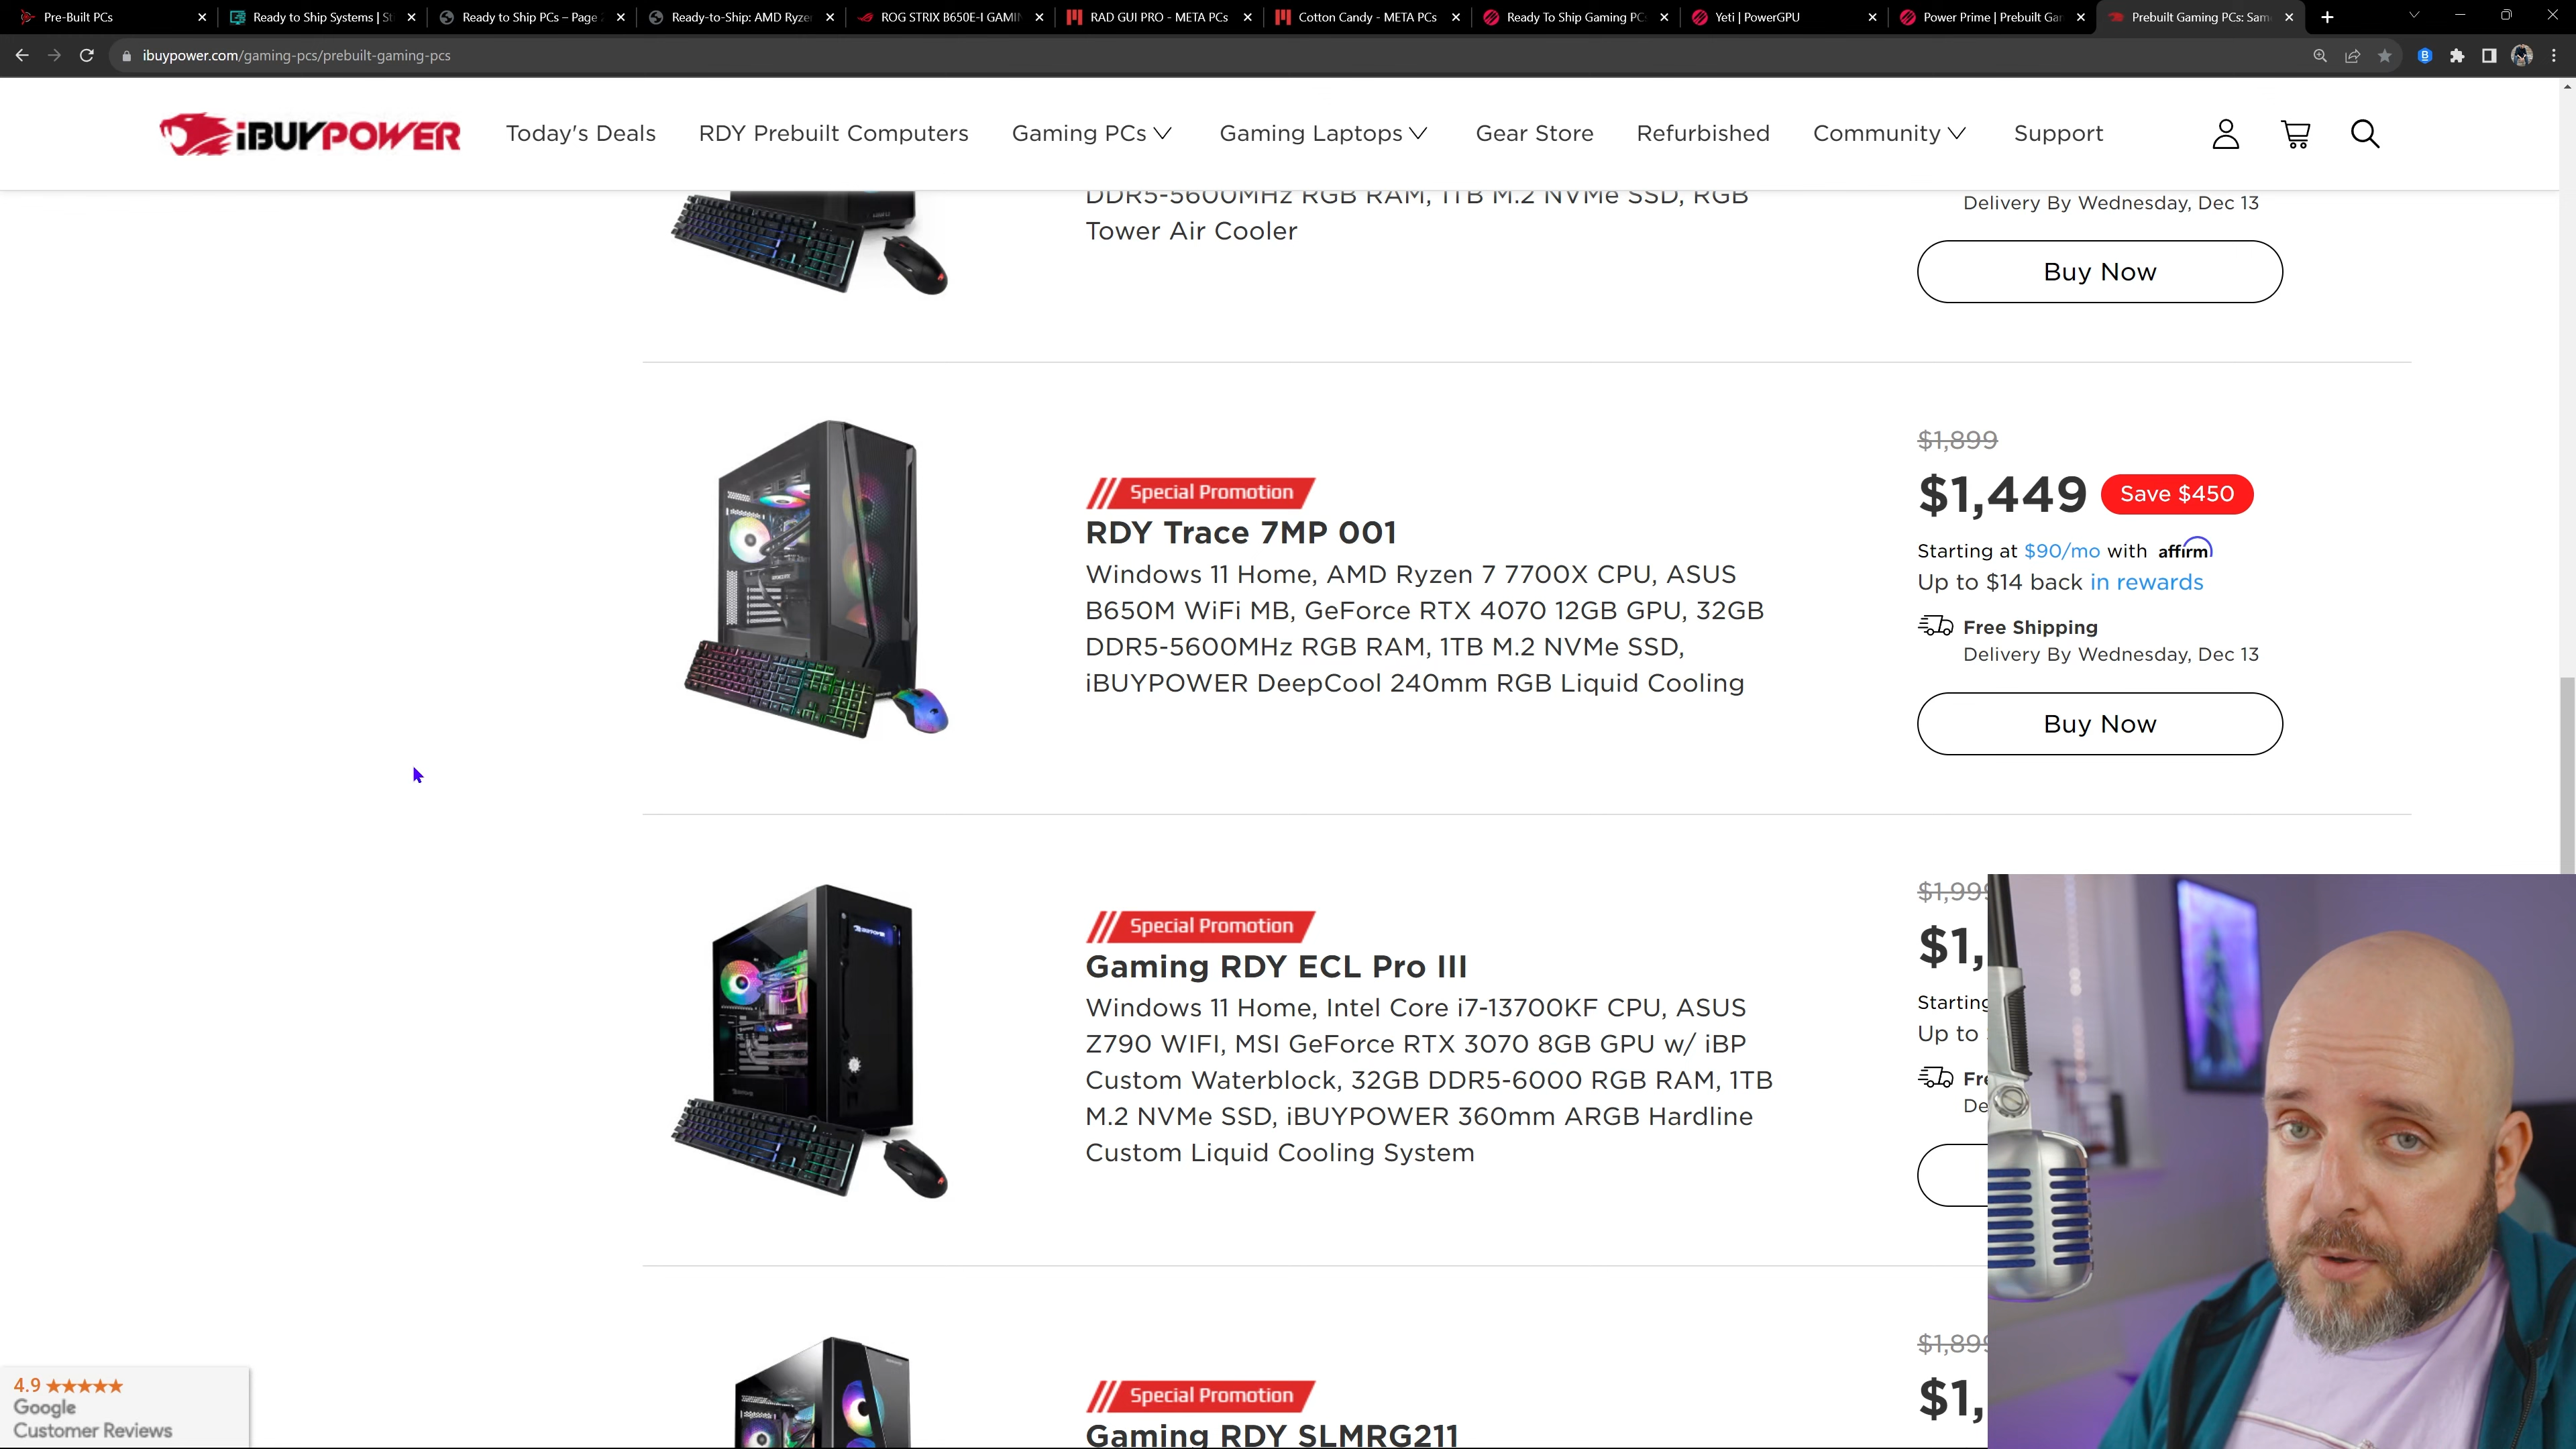 Pre-Built PCs
Ready to Ship Systems | St
Ready to Ship PCs – Page
Ready-to-Ship: AMD Ryze
ROG STRIX B650E-I GAMI
RAD GUI PRO - META PCs
Cotton Candy - META PCs
Ready To Ship Gaming PC
Yeti | PowerGPU
Power Prime | Prebuilt Ga
Prebuilt Gaming PCs: Sam
ibuypower.com/gaming-pcs/prebuilt-gaming-pcs
iBUYPOWER
Today's Deals
RDY Prebuilt Computers
Gaming PCs
Gaming Laptops
Gear Store
Refurbished
Community
Support
DDR5-5600MHz RGB RAM, 1TB M.2 NVMe SSD, RGB
Tower Air Cooler
Delivery By Wednesday, Dec 13
Buy Now
Special Promotion
RDY Trace 7MP 001
Windows 11 Home, AMD Ryzen 7 7700X CPU, ASUS
B650M WiFi MB, GeForce RTX 4070 12GB GPU, 32GB
DDR5-5600MHz RGB RAM, 1TB M.2 NVMe SSD,
iBUYPOWER DeepCool 240mm RGB Liquid Cooling
$1,899
$1,449 Save $450
Starting at $90/mo with affirm
Up to $14 back in rewards
Free Shipping
Delivery By Wednesday, Dec 13
Buy Now
Special Promotion
Gaming RDY ECL Pro III
Windows 11 Home, Intel Core i7-13700KF CPU, ASUS
Z790 WIFI, MSI GeForce RTX 3070 8GB GPU w/ iBP
Custom Waterblock, 32GB DDR5-6000 RGB RAM, 1TB
M.2 NVMe SSD, iBUYPOWER 360mm ARGB Hardline
Custom Liquid Cooling System
$1,999
$1,
Starting
Up to
Fre
De
Special Promotion
Gaming RDY SLMRG211
$1,899
$1,
4.9 ★★★★★
Google
Customer Reviews